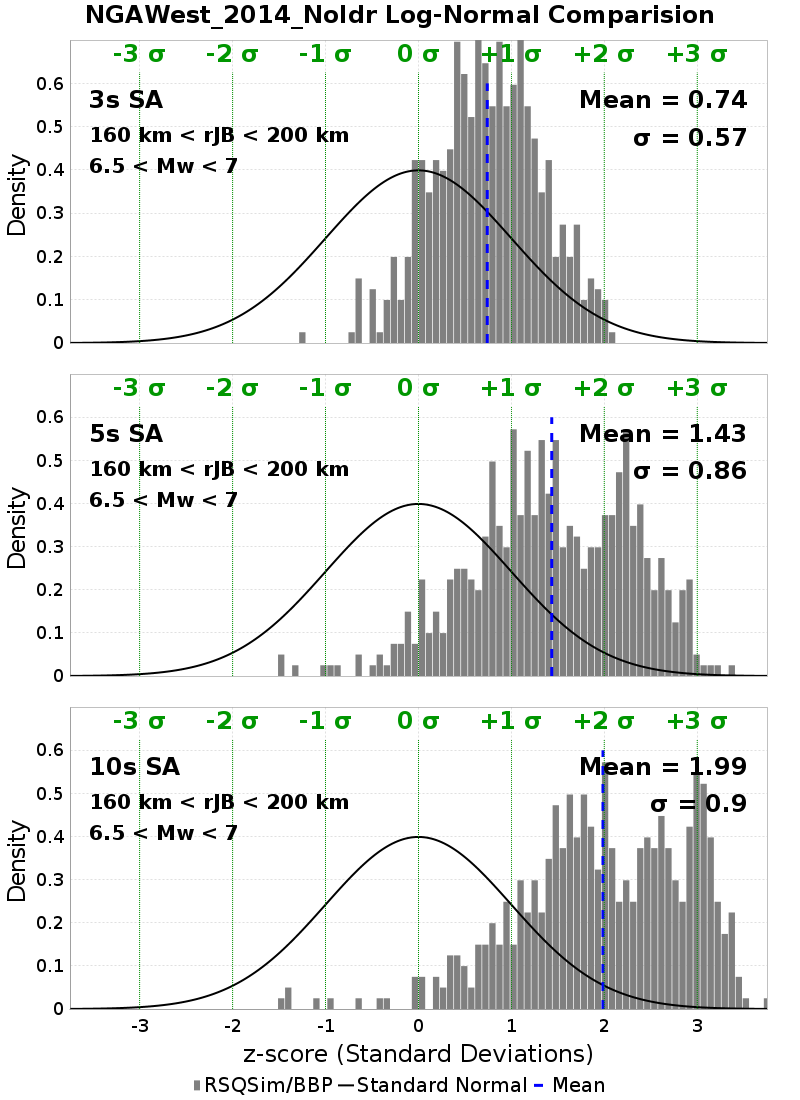 NGAWest_2014_NoIdr Log-Normal Comparision
-3 σ -2 σ -1 σ 0 σ +1 σ +2 σ +3 σ
3s SA
160 km < rJB < 200 km
6.5 < Mw < 7
Mean = 0.74
σ = 0.57
Density
0.6
0.5
0.4
0.3
0.2
0.1
0
-3 σ -2 σ -1 σ 0 σ +1 σ +2 σ +3 σ
5s SA
160 km < rJB < 200 km
6.5 < Mw < 7
Mean = 1.43
σ = 0.86
Density
0.6
0.5
0.4
0.3
0.2
0.1
0
-3 σ -2 σ -1 σ 0 σ +1 σ +2 σ +3 σ
10s SA
160 km < rJB < 200 km
6.5 < Mw < 7
Mean = 1.99
σ = 0.9
Density
0.6
0.5
0.4
0.3
0.2
0.1
0
-3 -2 -1 0 1 2 3
z-score (Standard Deviations)
RSQSim/BBP Standard Normal Mean